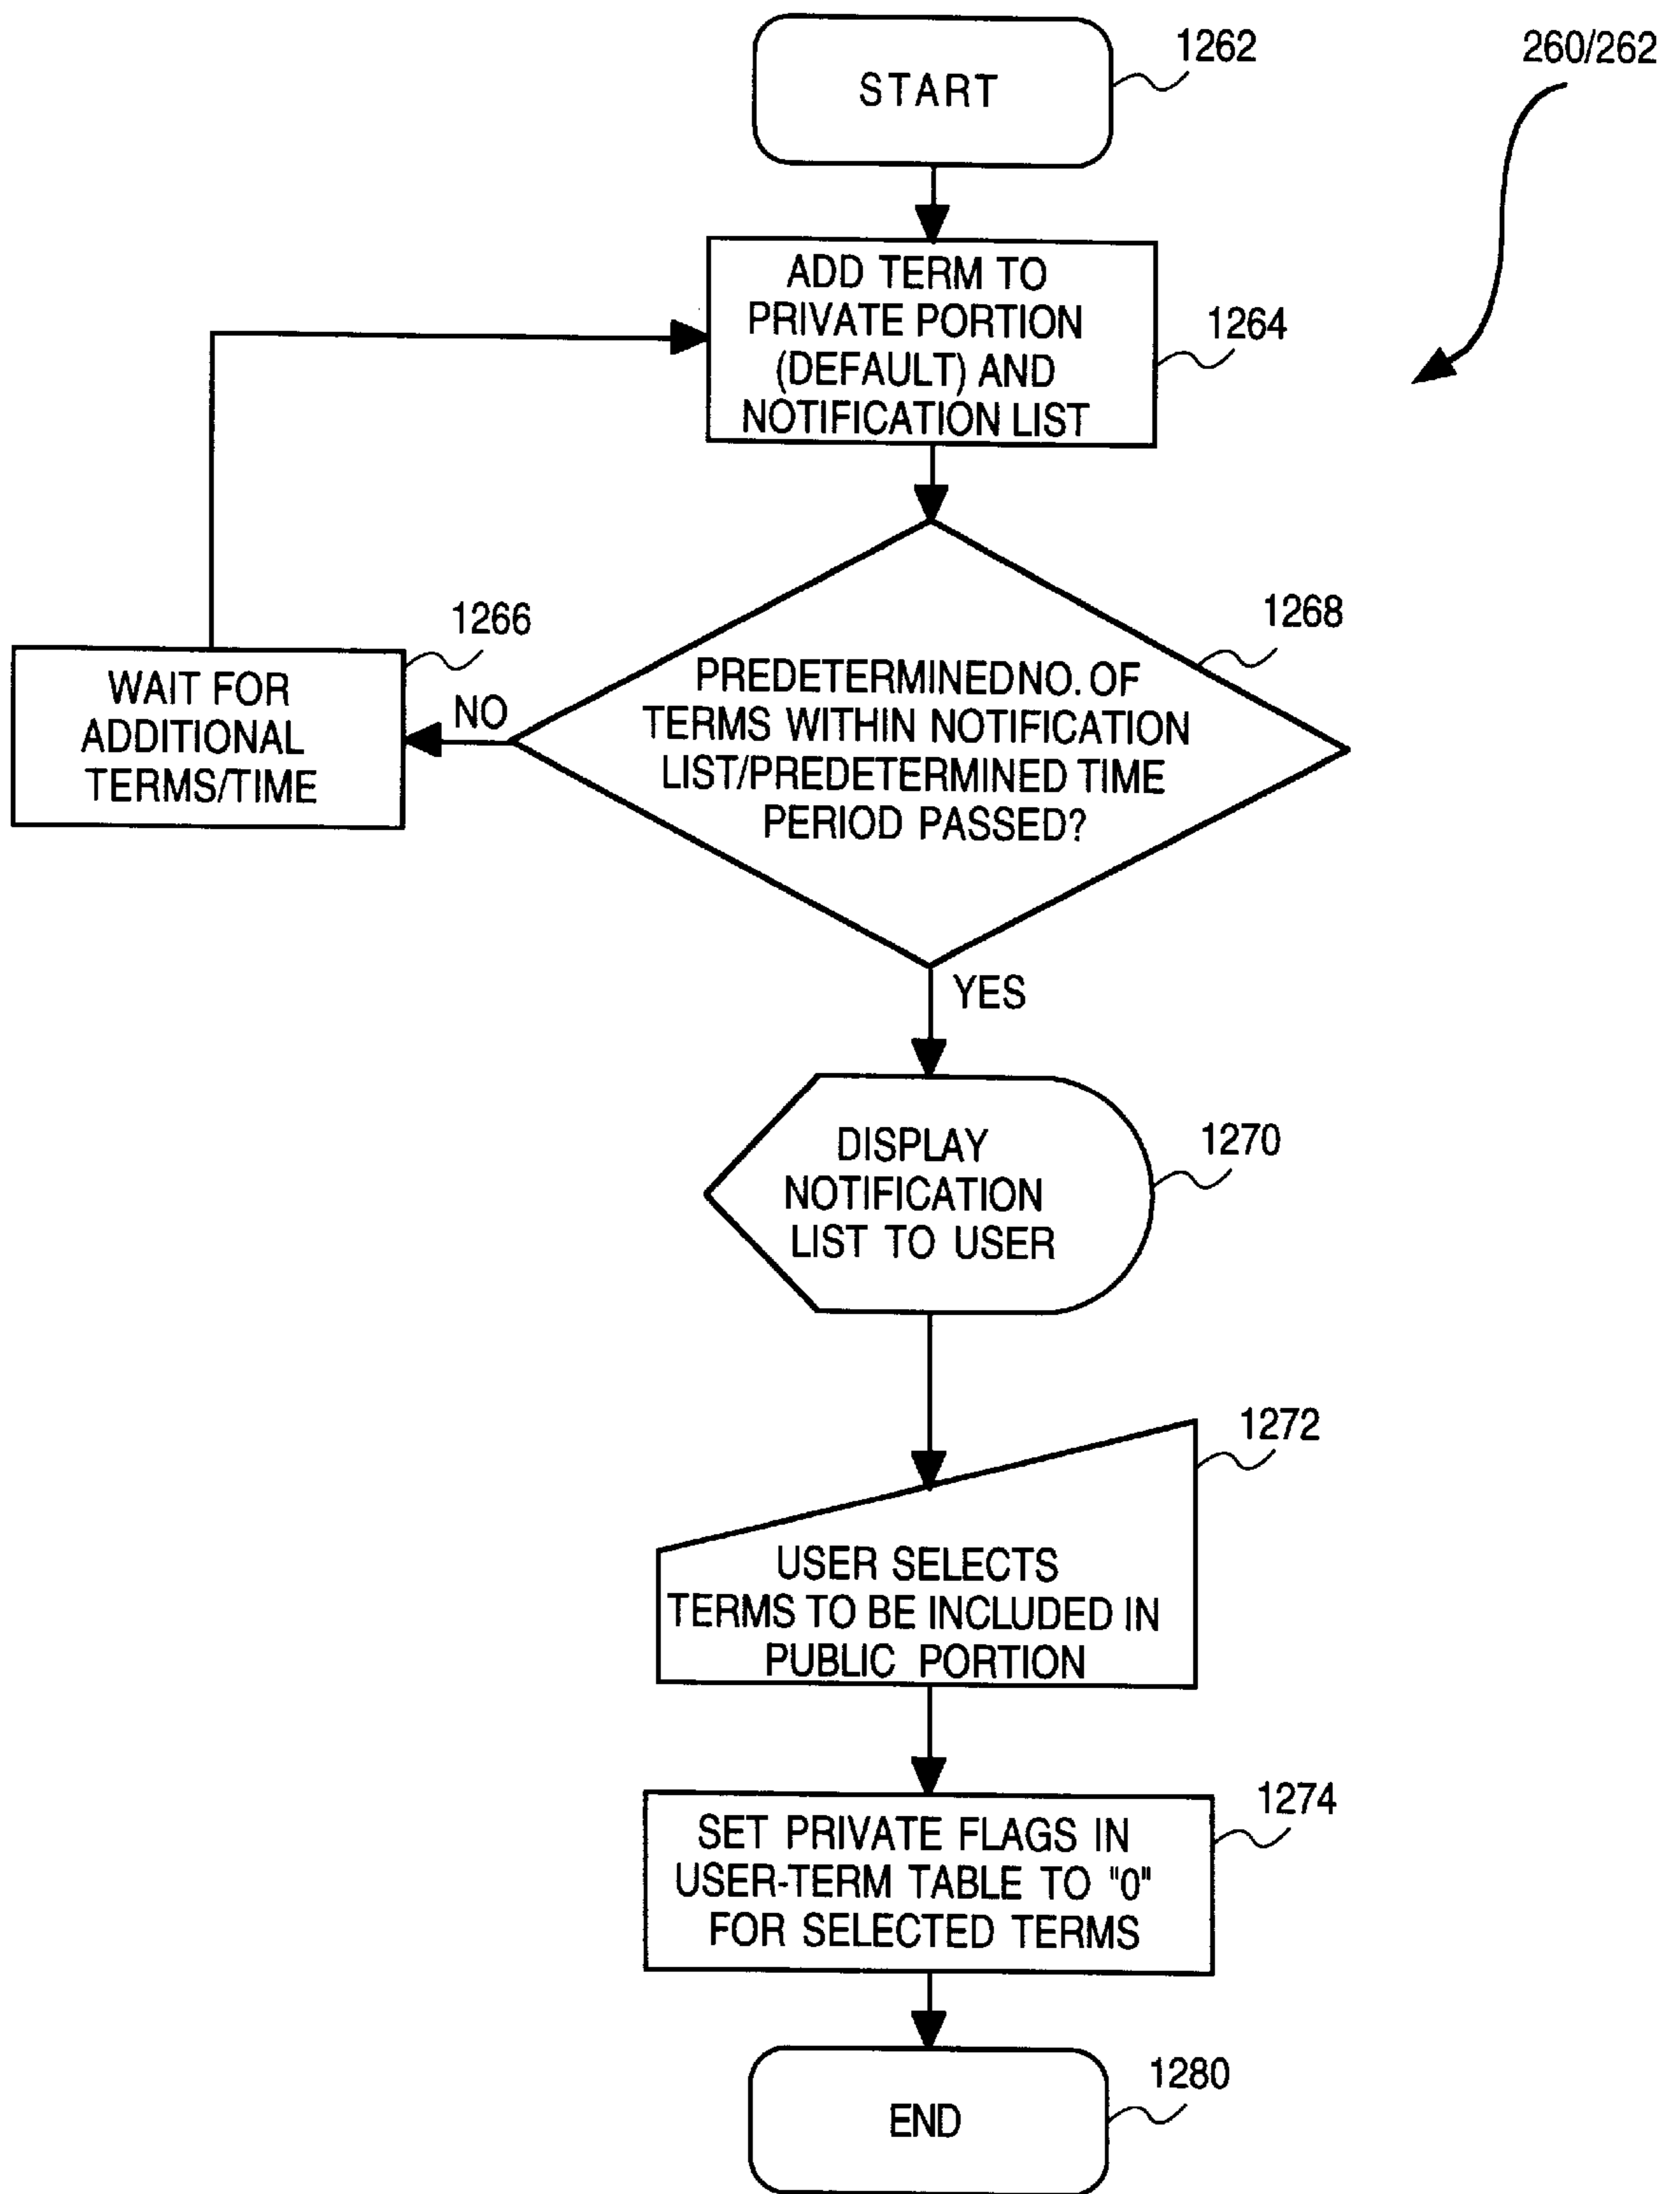 START
1262
260/262
ADD TERM TO
PRIVATE PORTION
(DEFAULT) AND
NOTIFICATION LIST
1264
1266
WAIT FOR
ADDITIONAL
TERMS/TIME
NO
1268
PREDETERMINEDNO. OF
TERMS WITHIN NOTIFICATION
LIST/PREDETERMINED TIME
PERIOD PASSED?
YES
DISPLAY
NOTIFICATION
LIST TO USER
1270
1272
USER SELECTS
TERMS TO BE INCLUDED IN
PUBLIC PORTION
1274
SET PRIVATE FLAGS IN
USER-TERM TABLE TO "0"
FOR SELECTED TERMS
1280
END